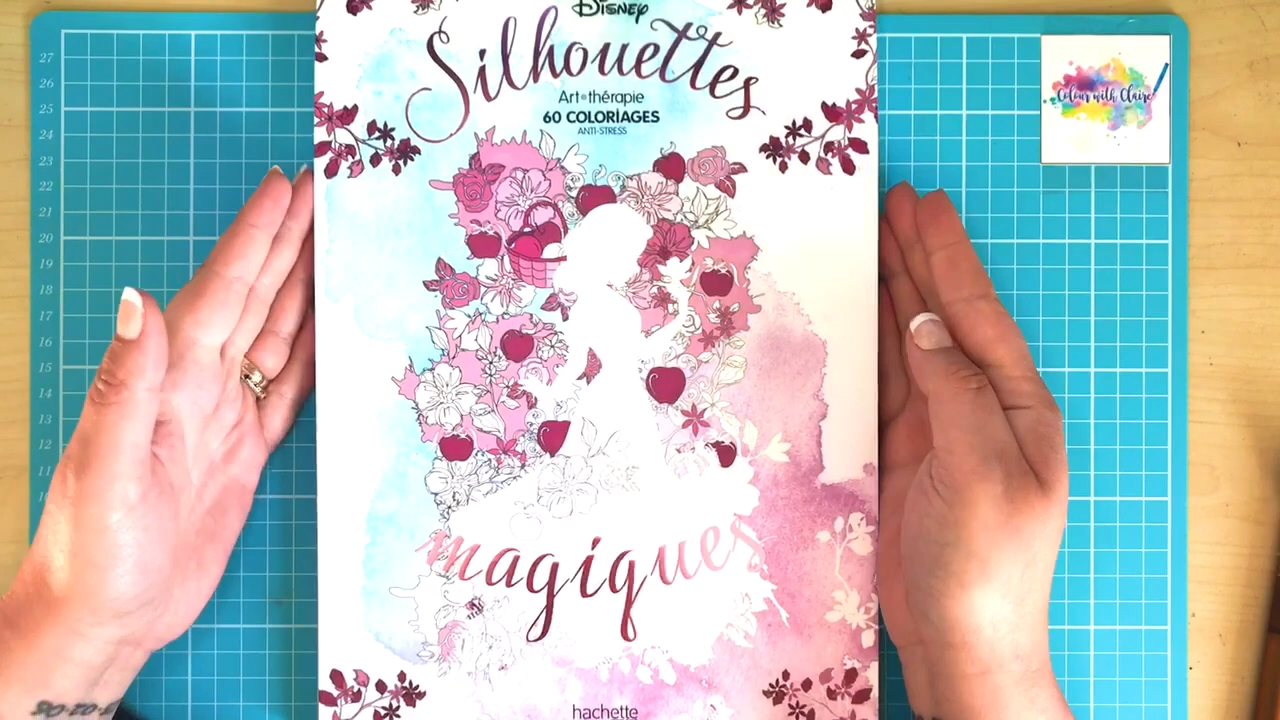 Disney
Silhouettes
Art-thérapie
60 COLORIAGES
ANTI-STRESS
magiques
hachette
Colour with Claire
27
26
25
24
23
22
21
20
19
18
17
16
15
14
13
12
11